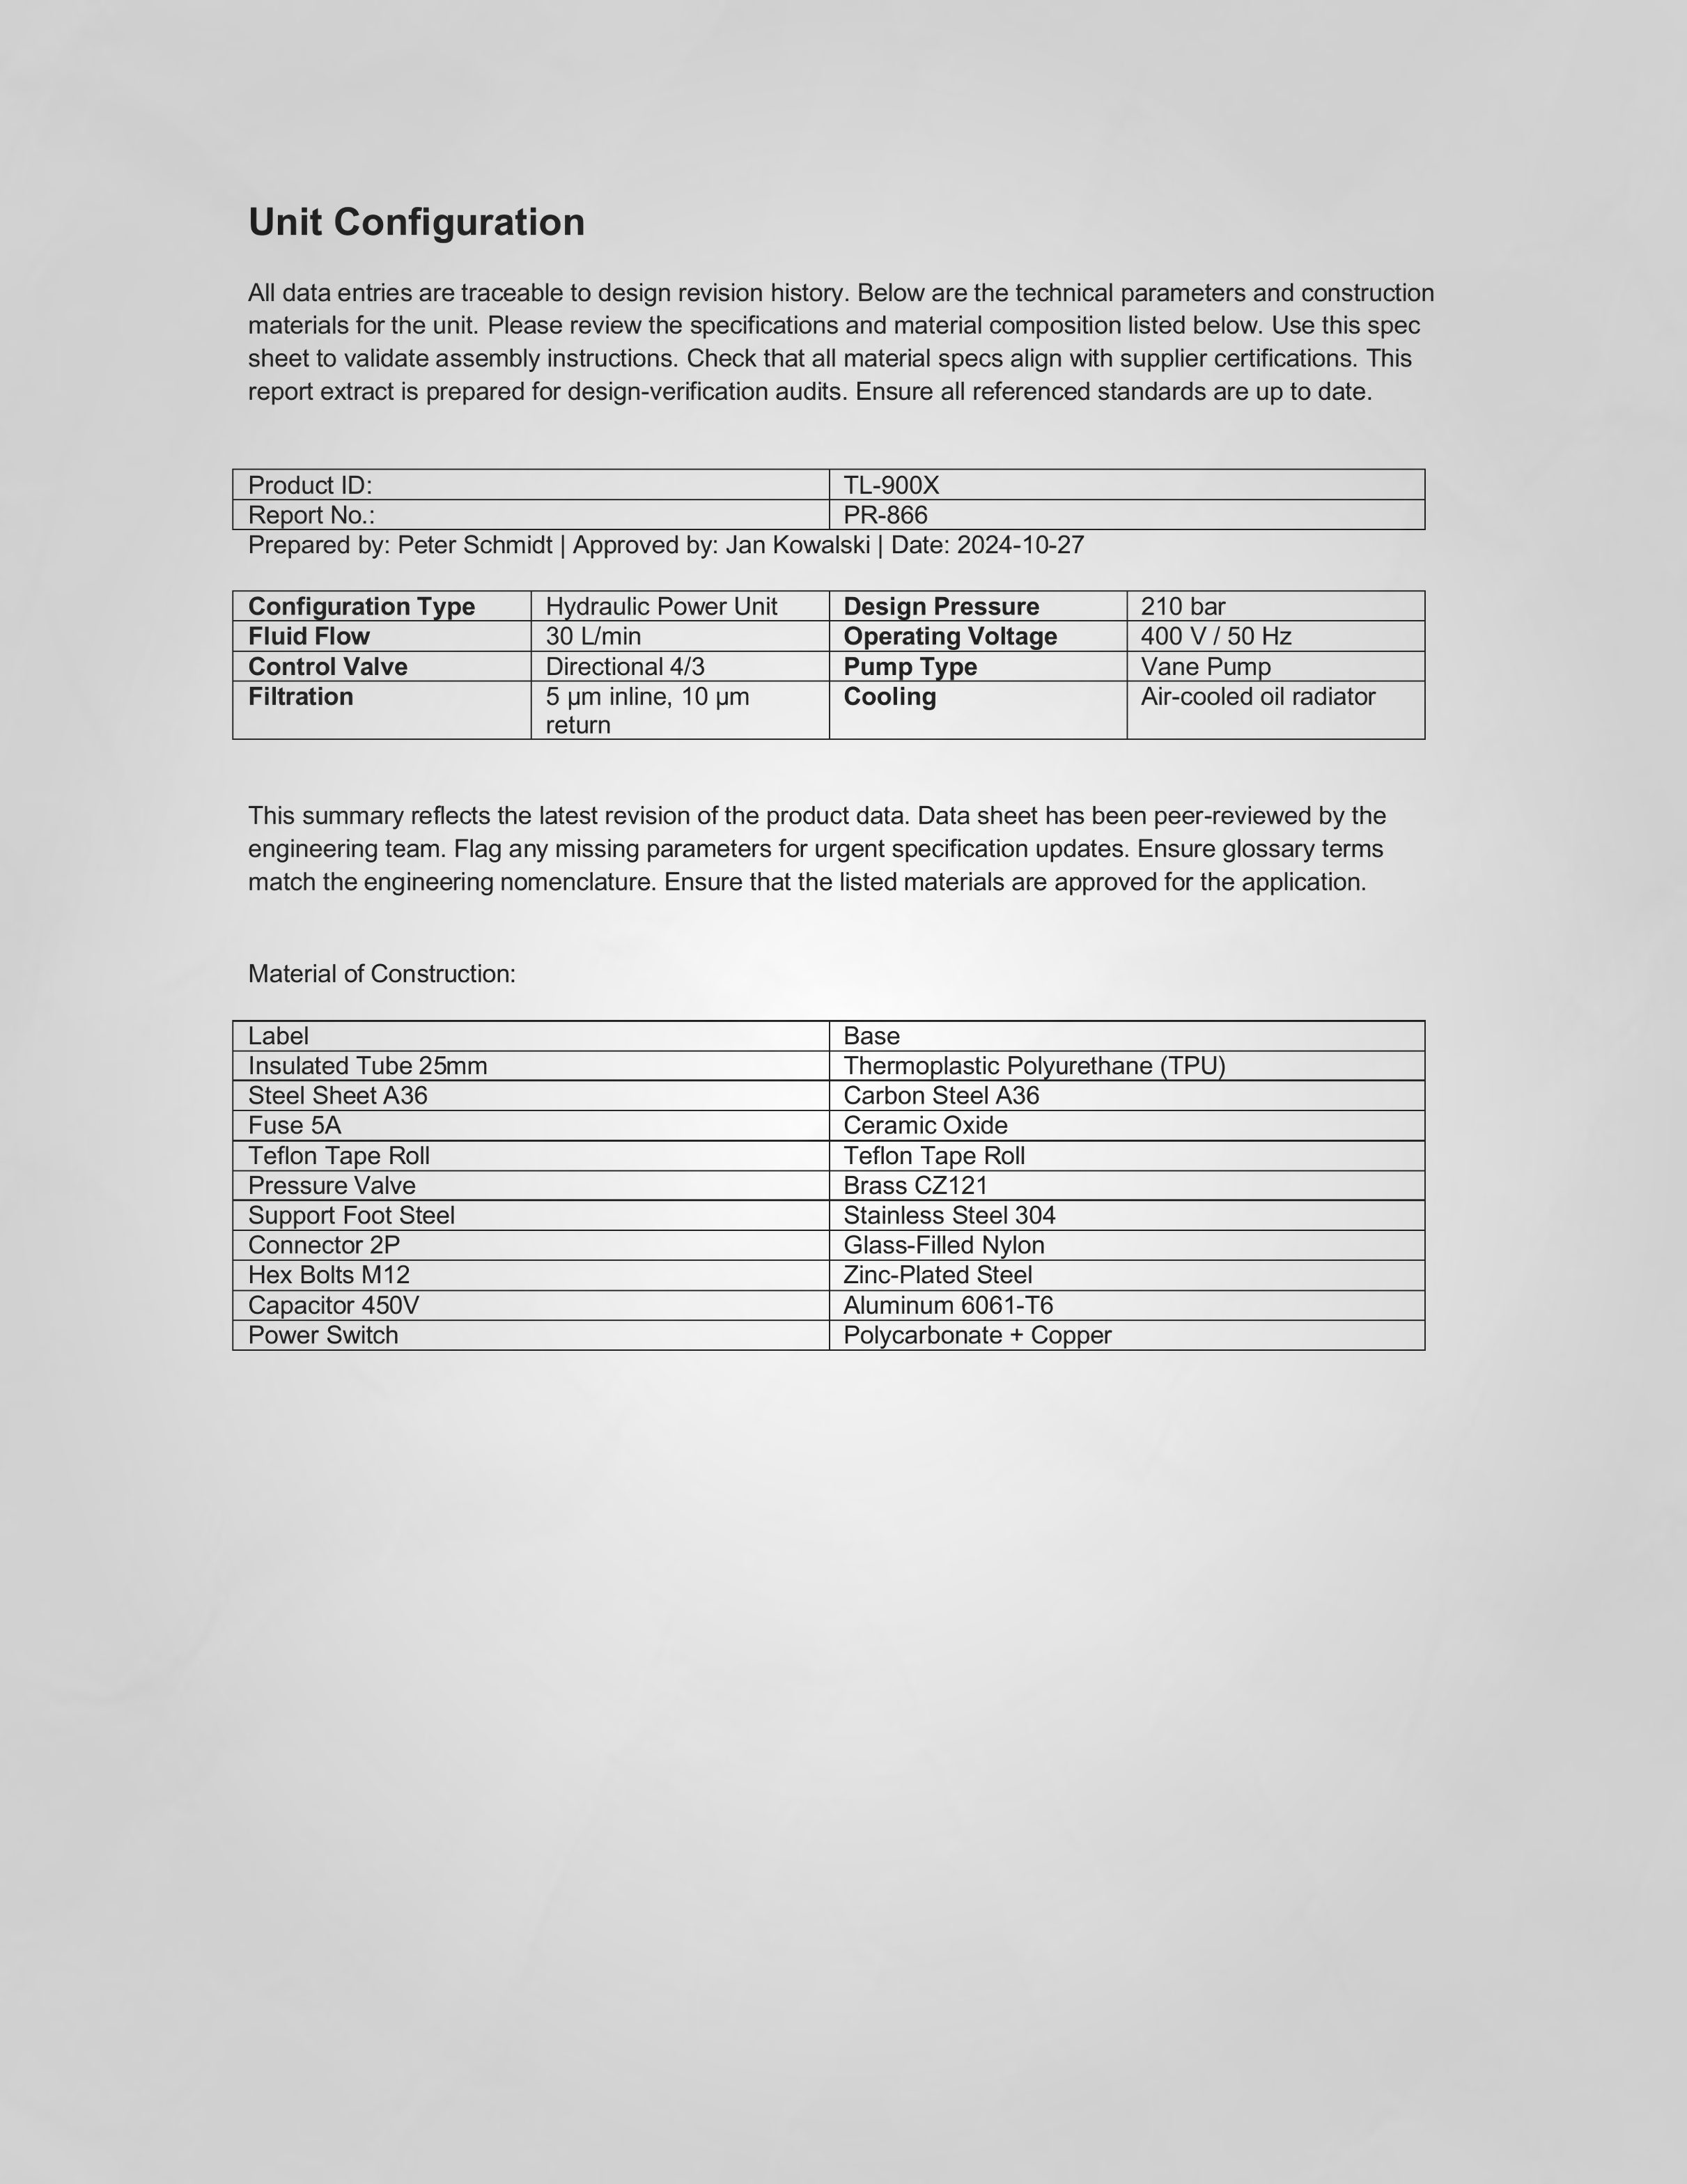 Unit Configuration
All data entries are traceable to design revision history. Below are the technical parameters and construction
materials for the unit. Please review the specifications and material composition listed below. Use this spec
sheet to validate assembly instructions. Check that all material specs align with supplier certifications. This
report extract is prepared for design-verification audits. Ensure all referenced standards are up to date.
Product ID: TL-900X
Report No.: PR-866
Prepared by: Peter Schmidt | Approved by: Jan Kowalski | Date: 2024-10-27
Configuration Type Hydraulic Power Unit Design Pressure 210 bar
Fluid Flow 30 L/min Operating Voltage 400 V / 50 Hz
Control Valve Directional 4/3 Pump Type Vane Pump
Filtration 5 µm inline, 10 µm Cooling Air-cooled oil radiator
return
This summary reflects the latest revision of the product data. Data sheet has been peer-reviewed by the
engineering team. Flag any missing parameters for urgent specification updates. Ensure glossary terms
match the engineering nomenclature. Ensure that the listed materials are approved for the application.
Material of Construction:
Label Base
Insulated Tube 25mm Thermoplastic Polyurethane (TPU)
Steel Sheet A36 Carbon Steel A36
Fuse 5A Ceramic Oxide
Teflon Tape Roll Teflon Tape Roll
Pressure Valve Brass CZ121
Support Foot Steel Stainless Steel 304
Connector 2P Glass-Filled Nylon
Hex Bolts M12 Zinc-Plated Steel
Capacitor 450V Aluminum 6061-T6
Power Switch Polycarbonate + Copper